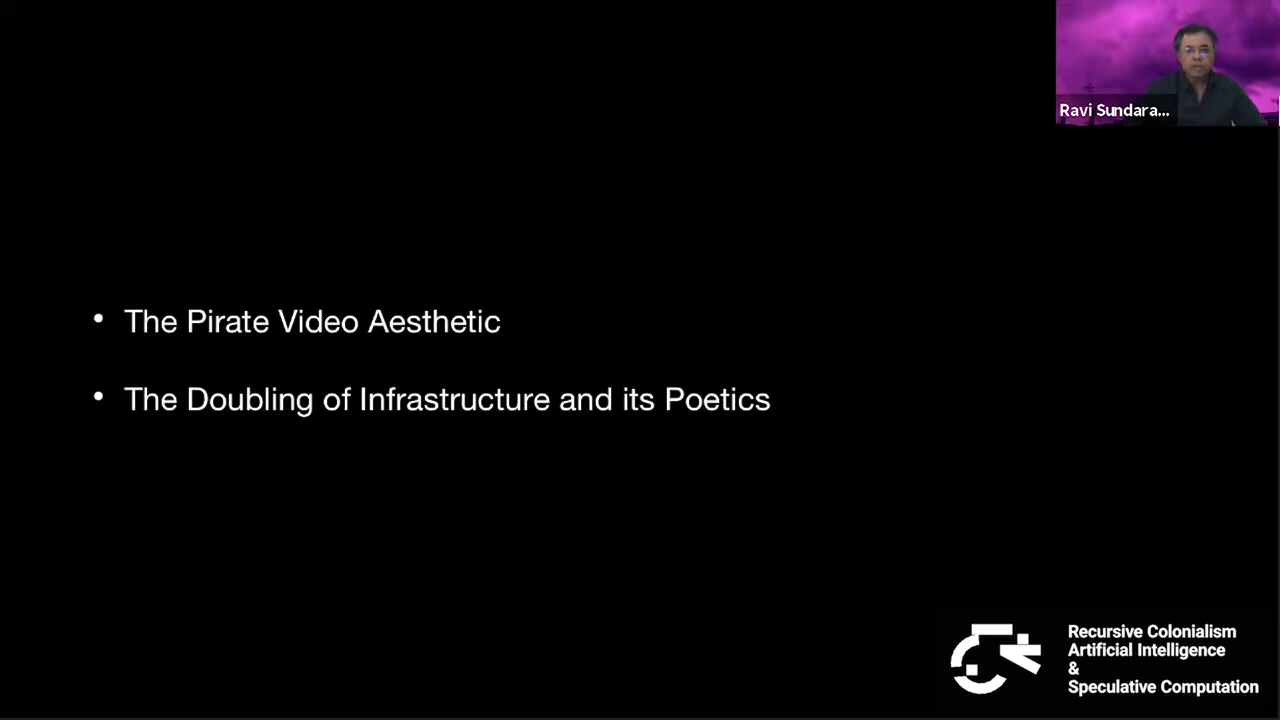 Ravi Sundara...
• The Pirate Video Aesthetic
• The Doubling of Infrastructure and its Poetics
Recursive Colonialism
Artificial Intelligence
&
Speculative Computation